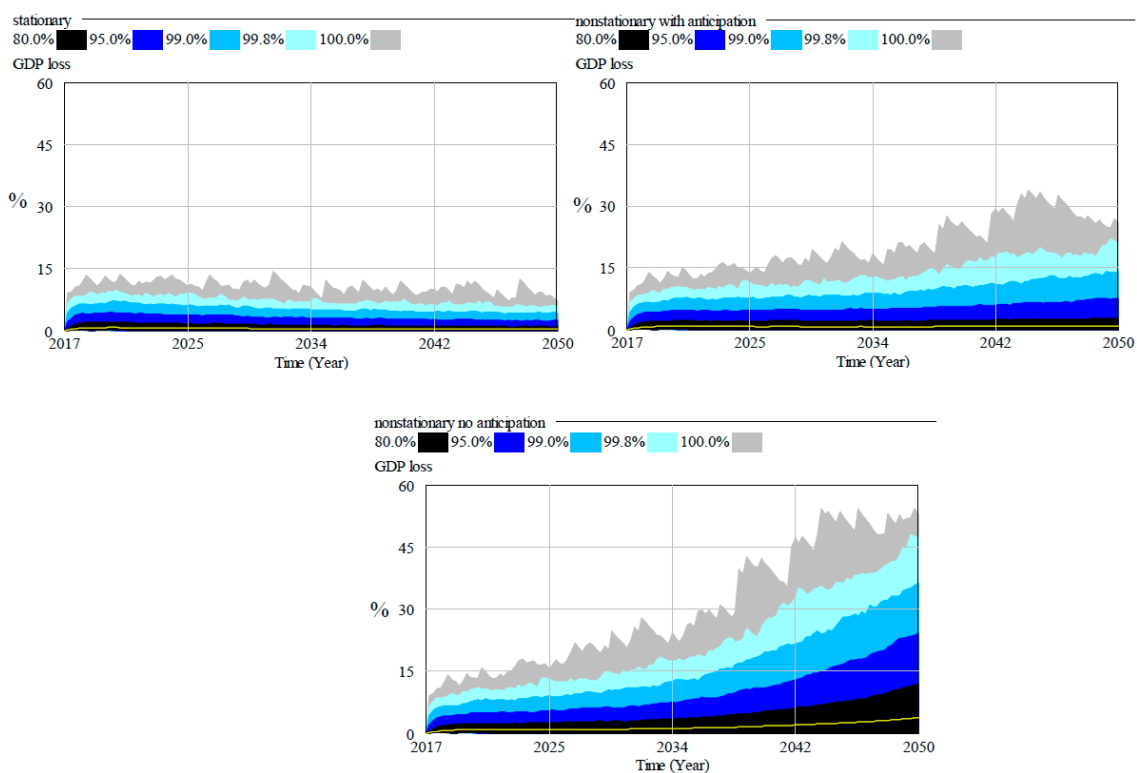 stationary
80.0% 95.0% 99.0% 99.8% 100.0%
GDP loss
60
45
%
30
15
0
2017 2025 2034 2042 2050
Time (Year)
nonstationary with anticipation
80.0% 95.0% 99.0% 99.8% 100.0%
GDP loss
60
45
%
30
15
0
2017 2025 2034 2042 2050
Time (Year)
nonstationary no anticipation
80.0% 95.0% 99.0% 99.8% 100.0%
GDP loss
60
45
%
30
15
0
2017 2025 2034 2042 2050
Time (Year)